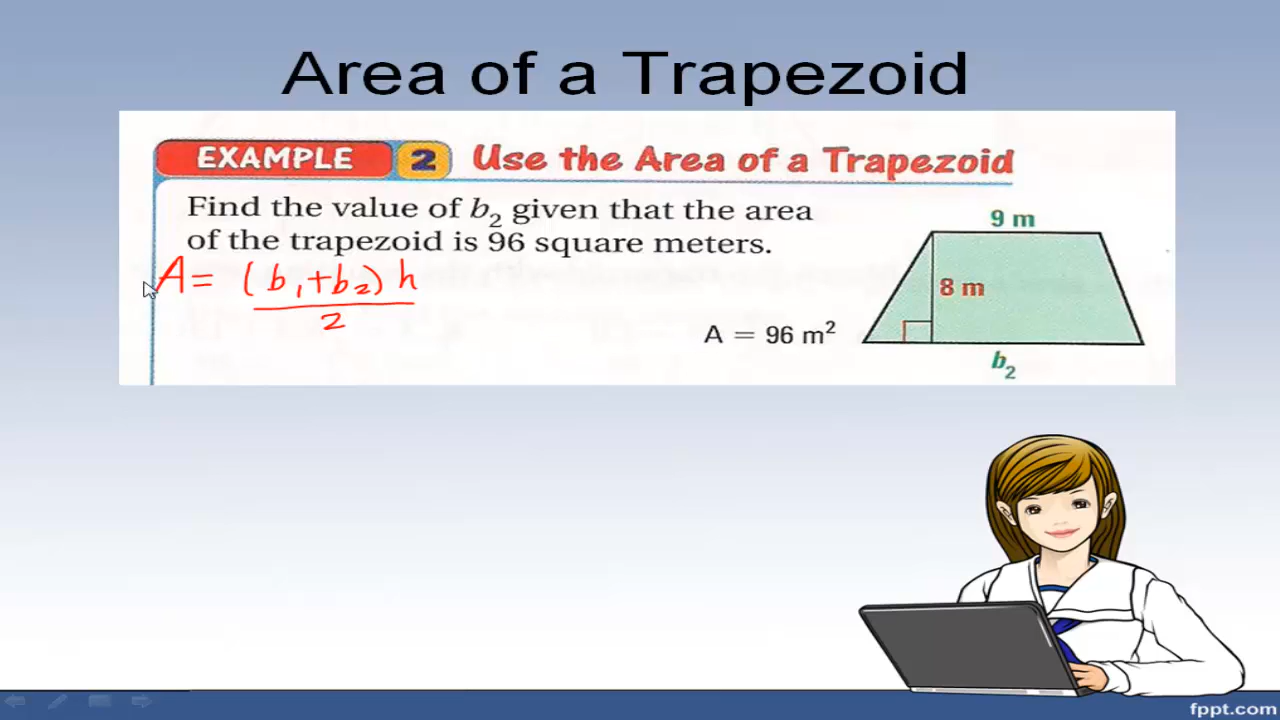 Area of a Trapezoid
EXAMPLE 2 Use the Area of a Trapezoid
Find the value of b₂ given that the area
of the trapezoid is 96 square meters.
A = (b₁+b₂) h
2
9 m
8 m
A = 96 m²
b₂
fppt.com